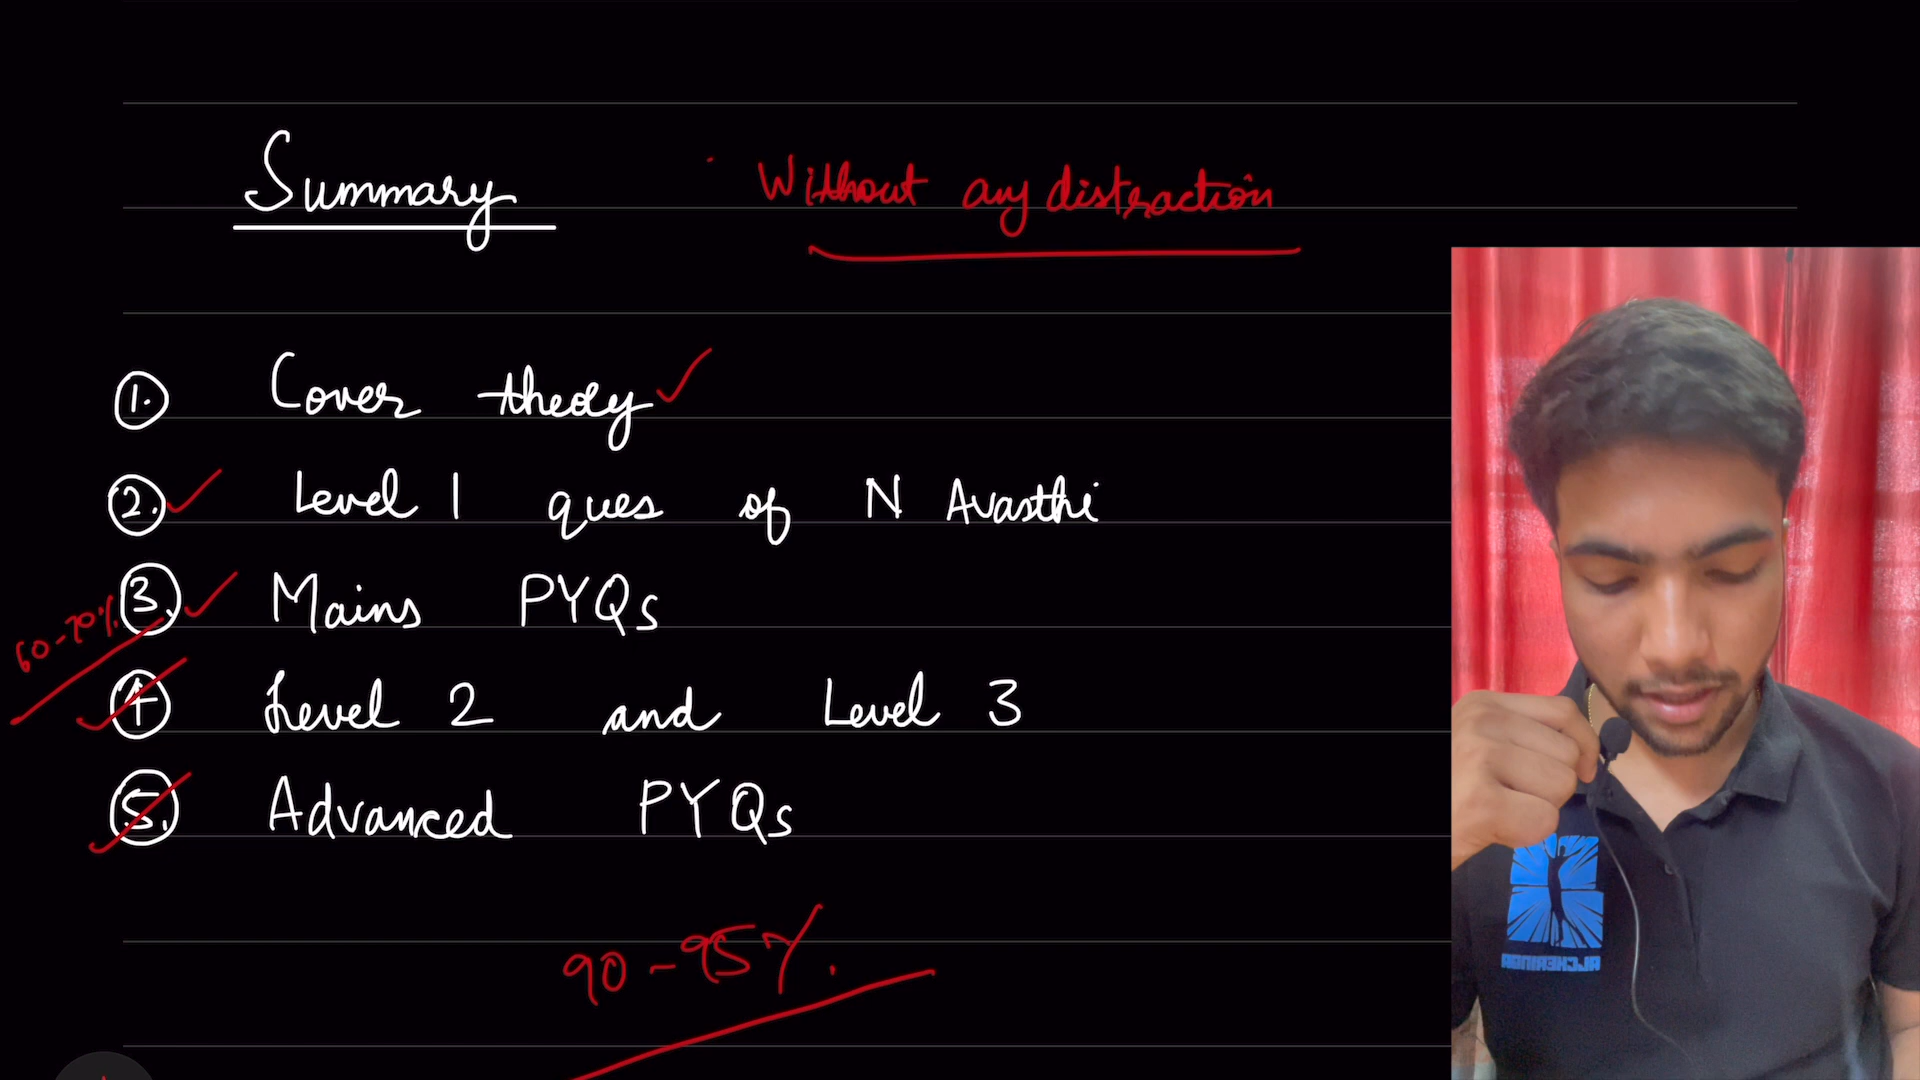 Summary Without any distraction
1. Cover theory
2. Level 1 ques of N Avasthi
60-70% 3. Mains PYQs
4 Level 2 and Level 3
5. Advanced PYQs
90-95%.
ALCHERINGA